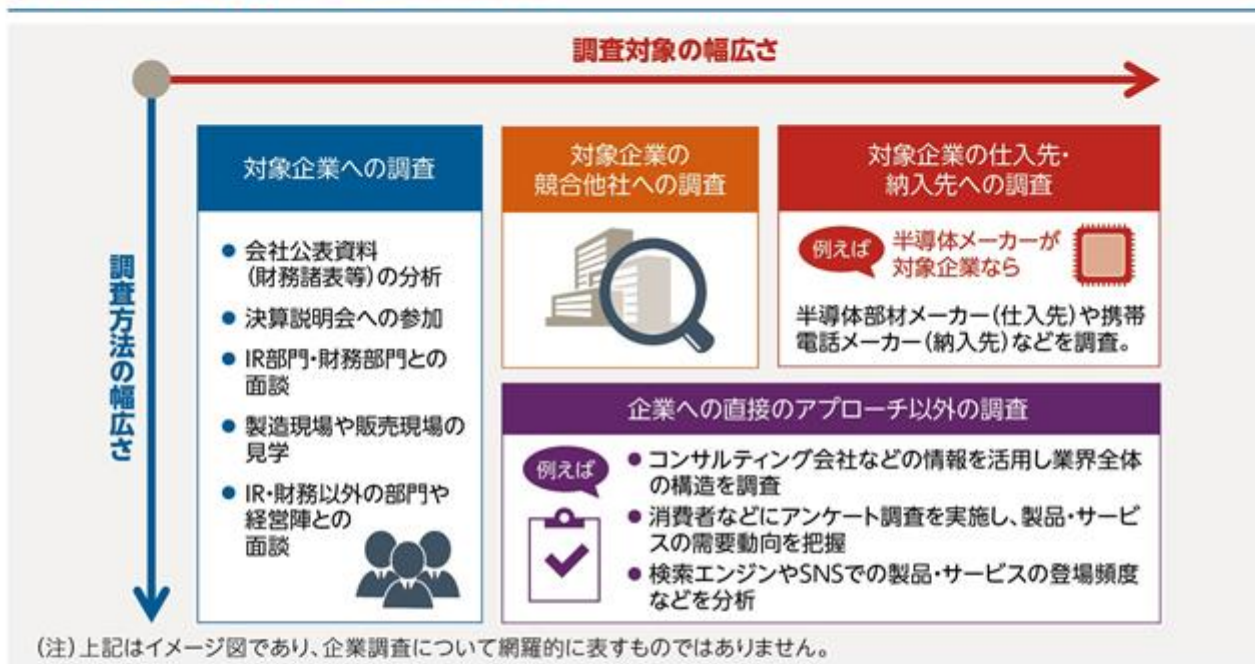 調査対象の幅広さ
調査方法の幅広さ
対象企業への調査
● 会社公表資料
(財務諸表等)の分析
● 決算説明会への参加
● IR部門・財務部門との
面談
● 製造現場や販売現場の
見学
● IR・財務以外の部門や
経営陣との
面談
対象企業の
競合他社への調査
対象企業の仕入先・
納入先への調査
例えば
半導体メーカーが
対象企業なら
半導体部材メーカー(仕入先)や携帯
電話メーカー(納入先)などを調査。
企業への直接のアプローチ以外の調査
例えば
● コンサルティング会社などの情報を活用し業界全体
の構造を調査
● 消費者などにアンケート調査を実施し、製品・サービ
スの需要動向を把握
● 検索エンジンやSNSでの製品・サービスの登場頻度
などを分析
(注)上記はイメージ図であり、企業調査について網羅的に表すものではありません。